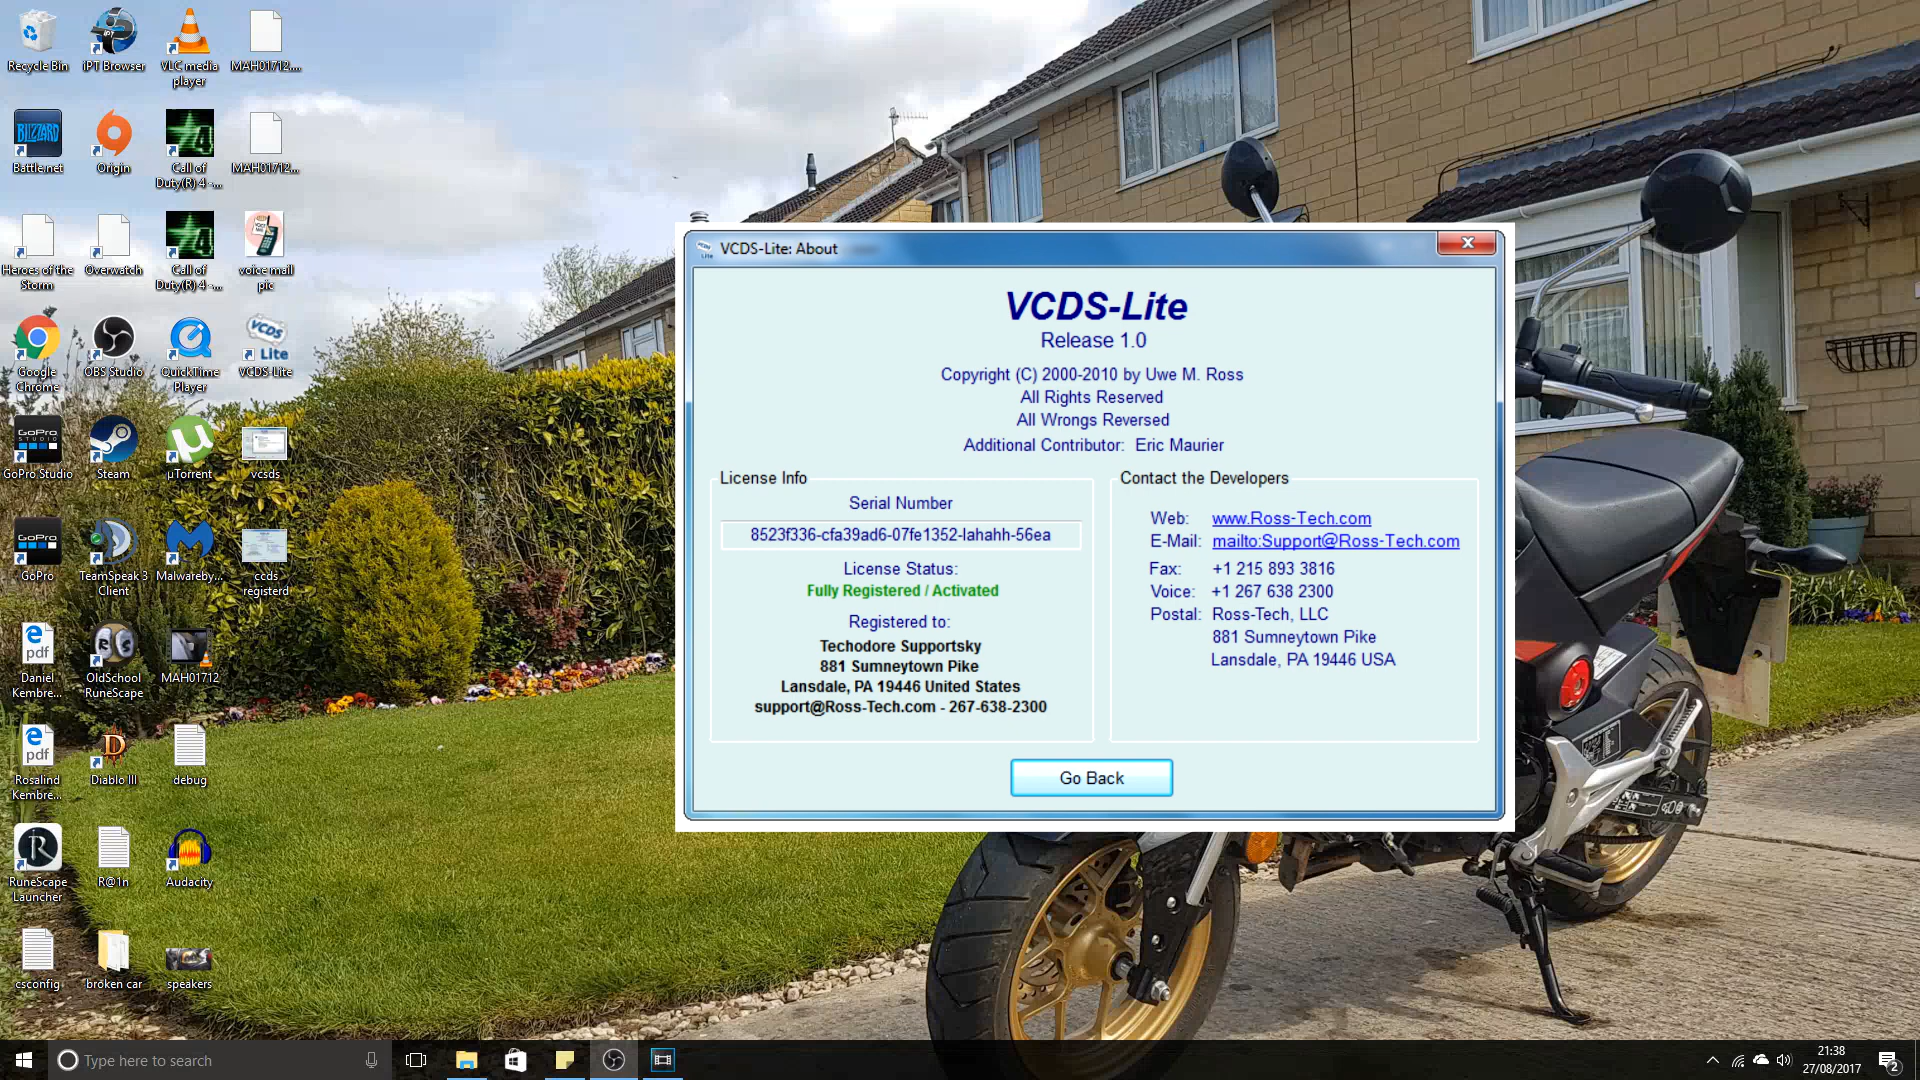 Recycle Bin
iPT Browser
VLC media player
MAH01712....
Battle.net
Origin
Call of Duty(R) 4 -...
MAH01712...
Heroes of the Storm
Overwatch
Call of Duty(R) 4 -...
voice mail pic
Google Chrome
OBS Studio
QuickTime Player
VCDS Lite
VCDS-Lite
GoPro Studio
Steam
µTorrent
vcsds
GoPro
TeamSpeak 3 Client
Malwareby...
ccds registerd
Daniel Kembre...
OldSchool RuneScape
MAH01712
Rosalind Kembre...
Diablo III
debug
RuneScape Launcher
R@1n
Audacity
csconfig
broken car
speakers
BLIZZARD
GoPro
STUDIO
GoPro
pdf
pdf
VCDS-Lite: About
VCDS-Lite
Release 1.0
Copyright (C) 2000-2010 by Uwe M. Ross
All Rights Reserved
All Wrongs Reversed
Additional Contributor: Eric Maurier
License Info
Serial Number
8523f336-cfa39ad6-07fe1352-lahahh-56ea
License Status:
Fully Registered / Activated
Registered to:
Techodore Supportsky
881 Sumneytown Pike
Lansdale, PA 19446 United States
support@Ross-Tech.com - 267-638-2300
Contact the Developers
Web: www.Ross-Tech.com
E-Mail: mailto:Support@Ross-Tech.com
Fax: +1 215 893 3816
Voice: +1 267 638 2300
Postal: Ross-Tech, LLC
881 Sumneytown Pike
Lansdale, PA 19446 USA
Go Back
Type here to search
21:38
27/08/2017
2